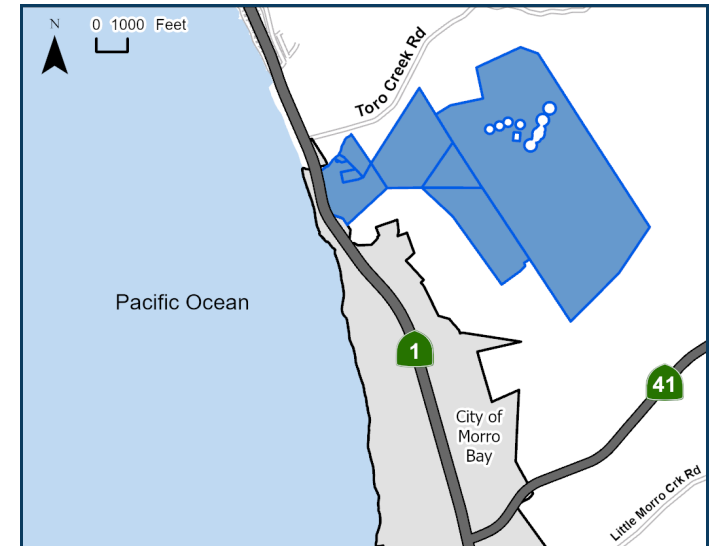 N
0 1000 Feet
Toro Creek Rd
Pacific Ocean
1
41
City of
Morro
Bay
Little Morro Crk Rd